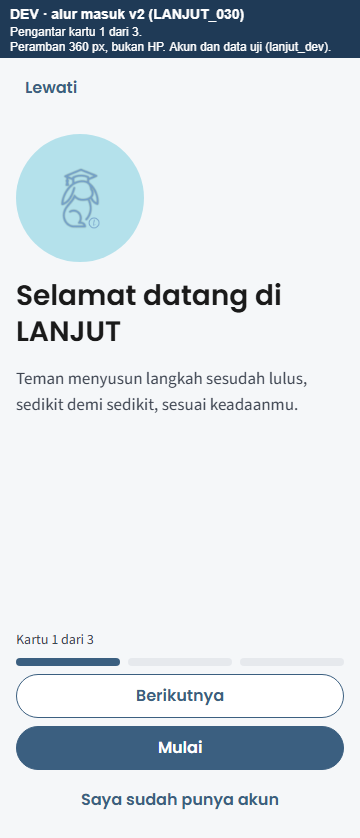 DEV · alur masuk v2 (LANJUT_030)
Pengantar kartu 1 dari 3.
Peramban 360 px, bukan HP. Akun dan data uji (lanjut_dev).
Lewati
Selamat datang di
LANJUT
Teman menyusun langkah sesudah lulus,
sedikit demi sedikit, sesuai keadaanmu.
Kartu 1 dari 3
Berikutnya
Mulai
Saya sudah punya akun